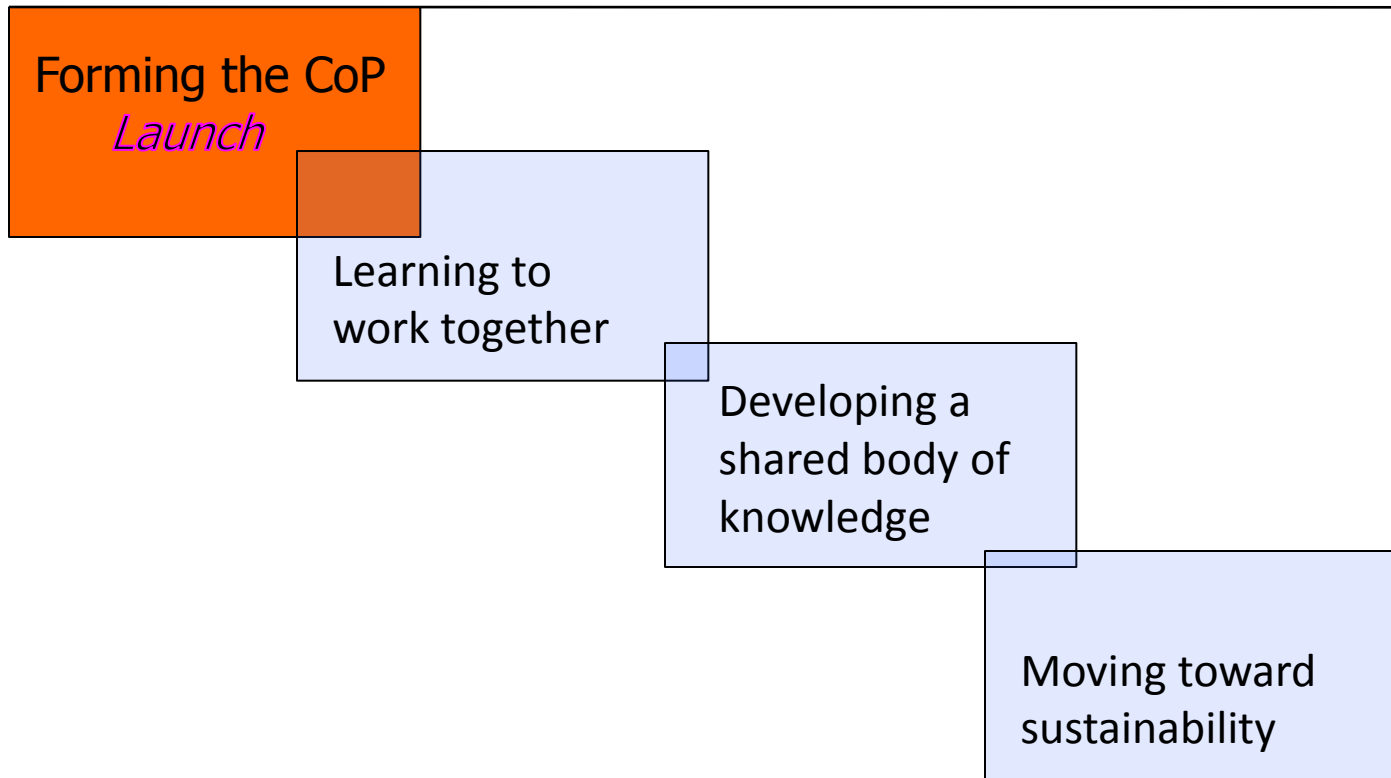 Forming the CoP
Launch
Learning to
work together
Developing a
shared body of
knowledge
Moving toward
sustainability